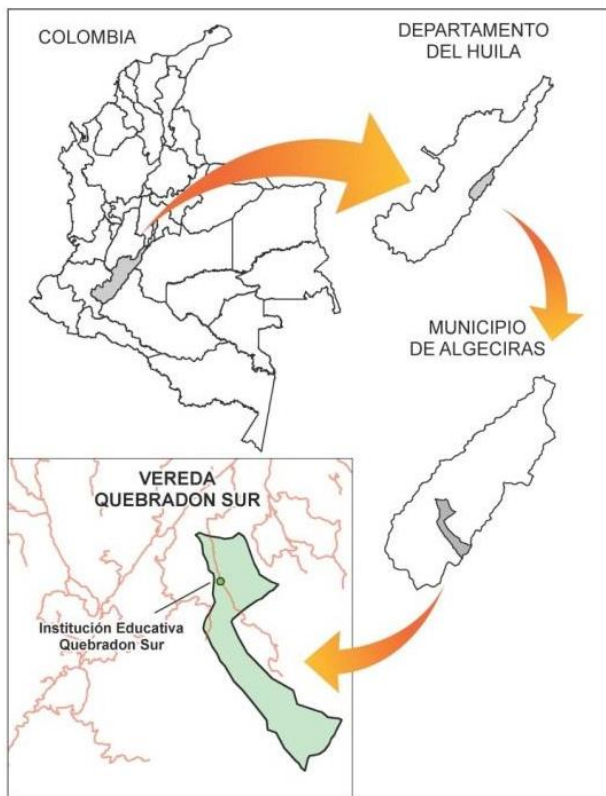 COLOMBIA
DEPARTAMENTO
DEL HUILA
MUNICIPIO
DE ALGECIRAS
VEREDA
QUEBRADON SUR
Institución Educativa
Quebradon Sur